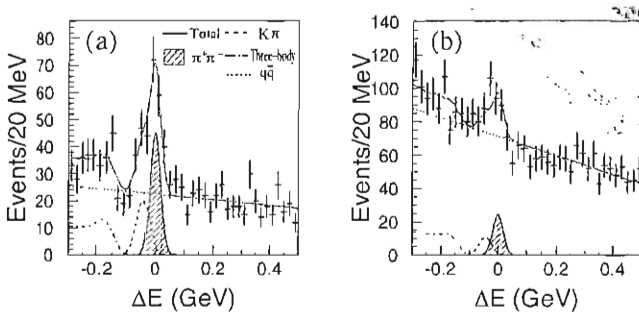 (a)
Total
Kπ
π⁺π⁻
Three-body
qq̄
80
70
60
50
40
30
20
10
0
Events/20 MeV
-0.2
0
0.2
0.4
ΔE (GeV)
(b)
140
120
100
80
60
40
20
0
Events/20 MeV
-0.2
0
0.2
0.4
ΔE (GeV)